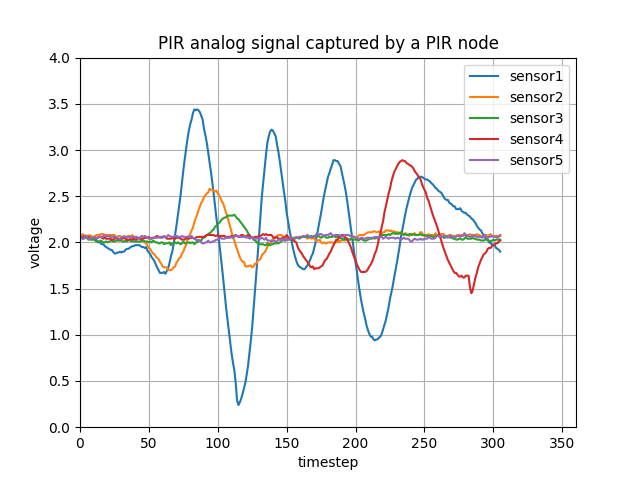 PIR analog signal captured by a PIR node
4.0
3.5
3.0
2.5
2.0
1.5
1.0
0.5
0.0
voltage
sensor1
sensor2
sensor3
sensor4
sensor5
0 50 100 150 200 250 300 350
timestep